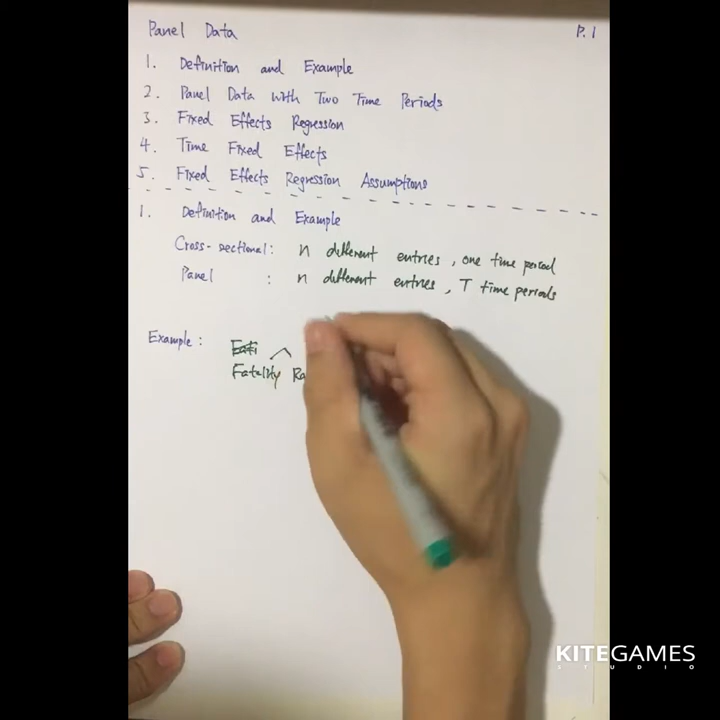 Panel Data P.1
1. Definition and Example
2. Panel Data with Two Time Periods
3. Fixed Effects Regression
4. Time Fixed Effects
5. Fixed Effects Regression Assumptions
1. Definition and Example
Cross-sectional: n different entries, one time period
Panel : n different entries, T time periods
Example :
Fatality Ra
KITEGAMES
STUDIO